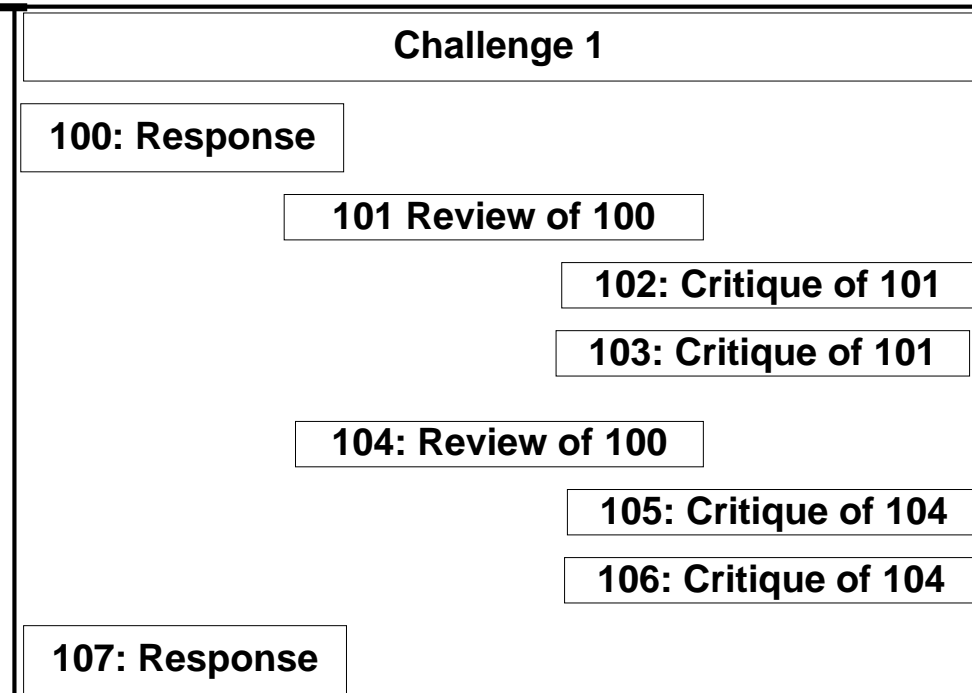 Challenge 1
100: Response
101 Review of 100
102: Critique of 101
103: Critique of 101
104: Review of 100
105: Critique of 104
106: Critique of 104
107: Response